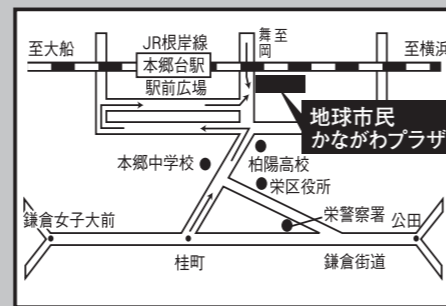 至大船
JR根岸線
舞至
岡
至横浜
本郷台駅
駅前広場
地球市民
かながわプラザ
本郷中学校
柏陽高校
栄区役所
栄警察署
鎌倉女子大前
公田
桂町
鎌倉街道